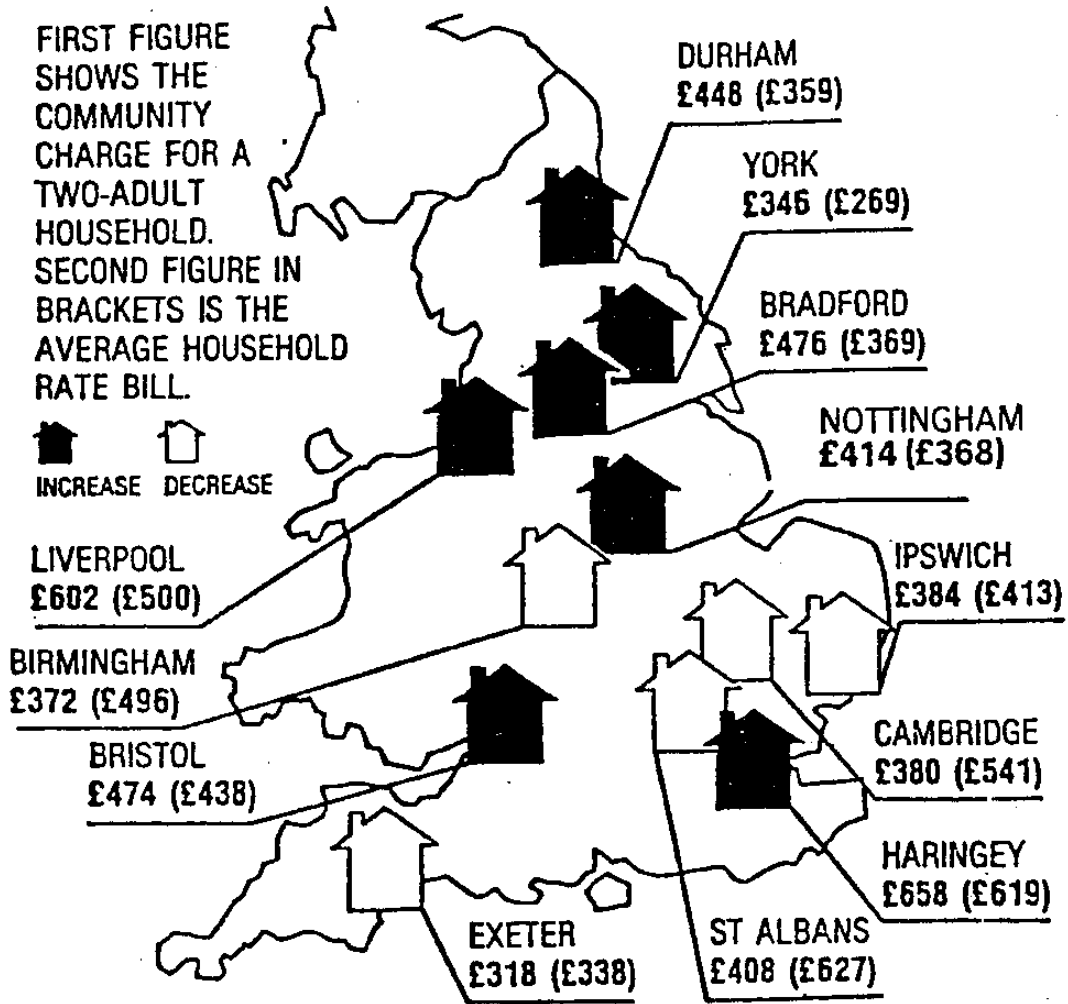 FIRST FIGURE
SHOWS THE
COMMUNITY
CHARGE FOR A
TWO-ADULT
HOUSEHOLD.
SECOND FIGURE IN
BRACKETS IS THE
AVERAGE HOUSEHOLD
RATE BILL.
INCREASE DECREASE
DURHAM
£448 (£359)
YORK
£346 (£269)
BRADFORD
£476 (£369)
NOTTINGHAM
£414 (£368)
LIVERPOOL
£602 (£500)
IPSWICH
£384 (£413)
BIRMINGHAM
£372 (£496)
BRISTOL
£474 (£438)
CAMBRIDGE
£380 (£541)
HARINGEY
£658 (£619)
EXETER
£318 (£338)
ST ALBANS
£408 (£627)